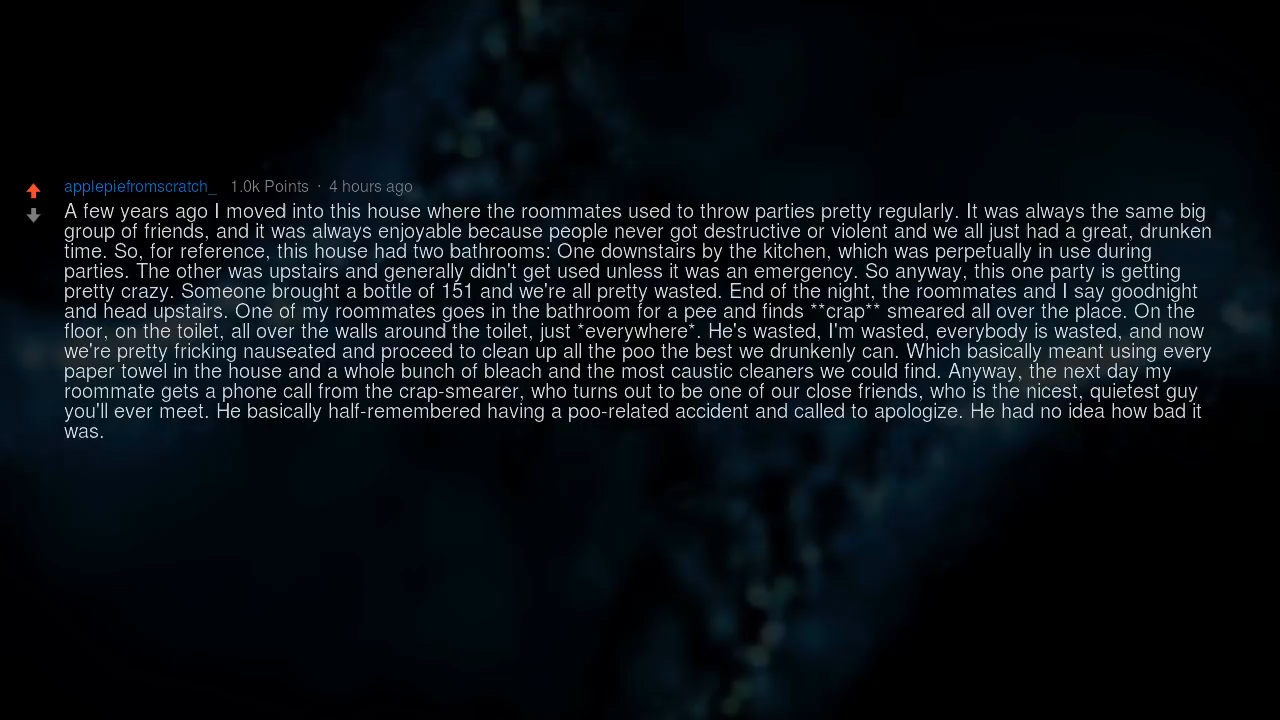 applepiefromscratch_ 1.0k Points · 4 hours ago
A few years ago I moved into this house where the roommates used to throw parties pretty regularly. It was always the same big
group of friends, and it was always enjoyable because people never got destructive or violent and we all just had a great, drunken
time. So, for reference, this house had two bathrooms: One downstairs by the kitchen, which was perpetually in use during
parties. The other was upstairs and generally didn't get used unless it was an emergency. So anyway, this one party is getting
pretty crazy. Someone brought a bottle of 151 and we're all pretty wasted. End of the night, the roommates and I say goodnight
and head upstairs. One of my roommates goes in the bathroom for a pee and finds **crap** smeared all over the place. On the
floor, on the toilet, all over the walls around the toilet, just *everywhere*. He's wasted, I'm wasted, everybody is wasted, and now
we're pretty fricking nauseated and proceed to clean up all the poo the best we drunkenly can. Which basically meant using every
paper towel in the house and a whole bunch of bleach and the most caustic cleaners we could find. Anyway, the next day my
roommate gets a phone call from the crap-smearer, who turns out to be one of our close friends, who is the nicest, quietest guy
you'll ever meet. He basically half-remembered having a poo-related accident and called to apologize. He had no idea how bad it
was.